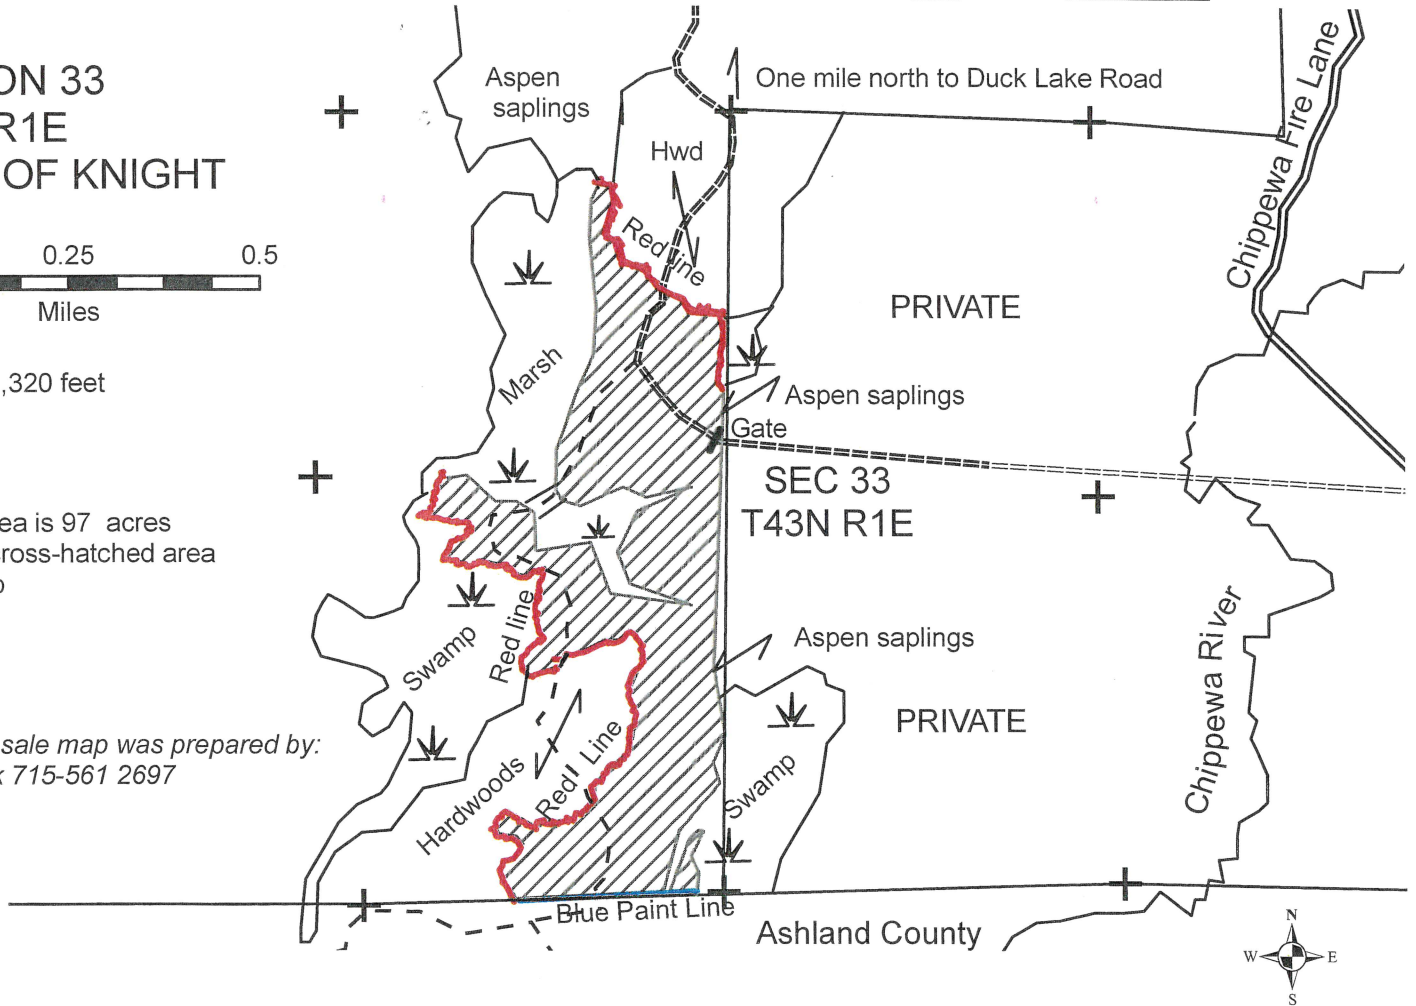 ON 33
R1E
OF KNIGHT
0.25 0.5
Miles
,320 feet
ea is 97 acres
cross-hatched area
sale map was prepared by:
k 715-561 2697
Aspen
saplings
One mile north to Duck Lake Road
Hwd
Red line
Chippewa Fire Lane
PRIVATE
Marsh
Aspen saplings
Gate
SEC 33
T43N R1E
Swamp
Red line
Aspen saplings
PRIVATE
Chippewa River
Hardwoods
Red Line
Swamp
Blue Paint Line
Ashland County
N
W E
S